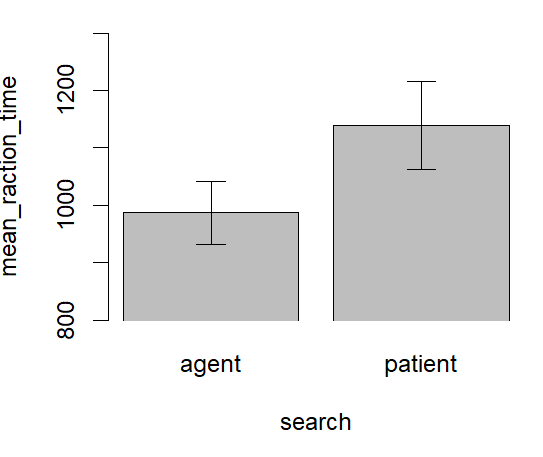 mean_raction_time
1200
1000
800
agent patient
search